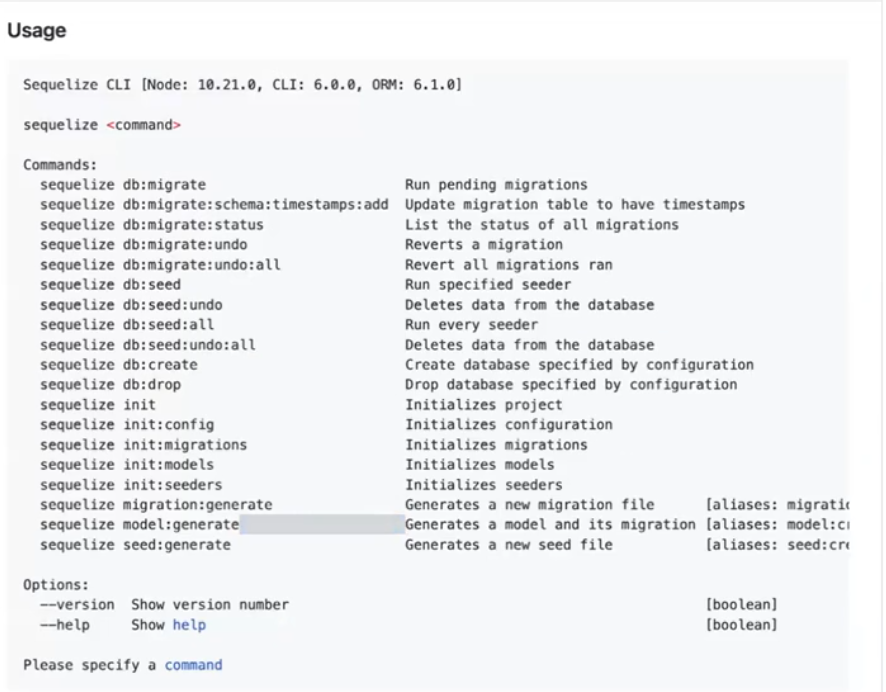 Usage
Sequelize CLI [Node: 10.21.0, CLI: 6.0.0, ORM: 6.1.0]
sequelize <command>
Commands:
sequelize db:migrate Run pending migrations
sequelize db:migrate:schema:timestamps:add Update migration table to have timestamps
sequelize db:migrate:status List the status of all migrations
sequelize db:migrate:undo Reverts a migration
sequelize db:migrate:undo:all Revert all migrations ran
sequelize db:seed Run specified seeder
sequelize db:seed:undo Deletes data from the database
sequelize db:seed:all Run every seeder
sequelize db:seed:undo:all Deletes data from the database
sequelize db:create Create database specified by configuration
sequelize db:drop Drop database specified by configuration
sequelize init Initializes project
sequelize init:config Initializes configuration
sequelize init:migrations Initializes migrations
sequelize init:models Initializes models
sequelize init:seeders Initializes seeders
sequelize migration:generate Generates a new migration file [aliases: migratic
sequelize model:generate Generates a model and its migration [aliases: model:cr
sequelize seed:generate Generates a new seed file [aliases: seed:cre
Options:
--version Show version number [boolean]
--help Show help [boolean]
Please specify a command